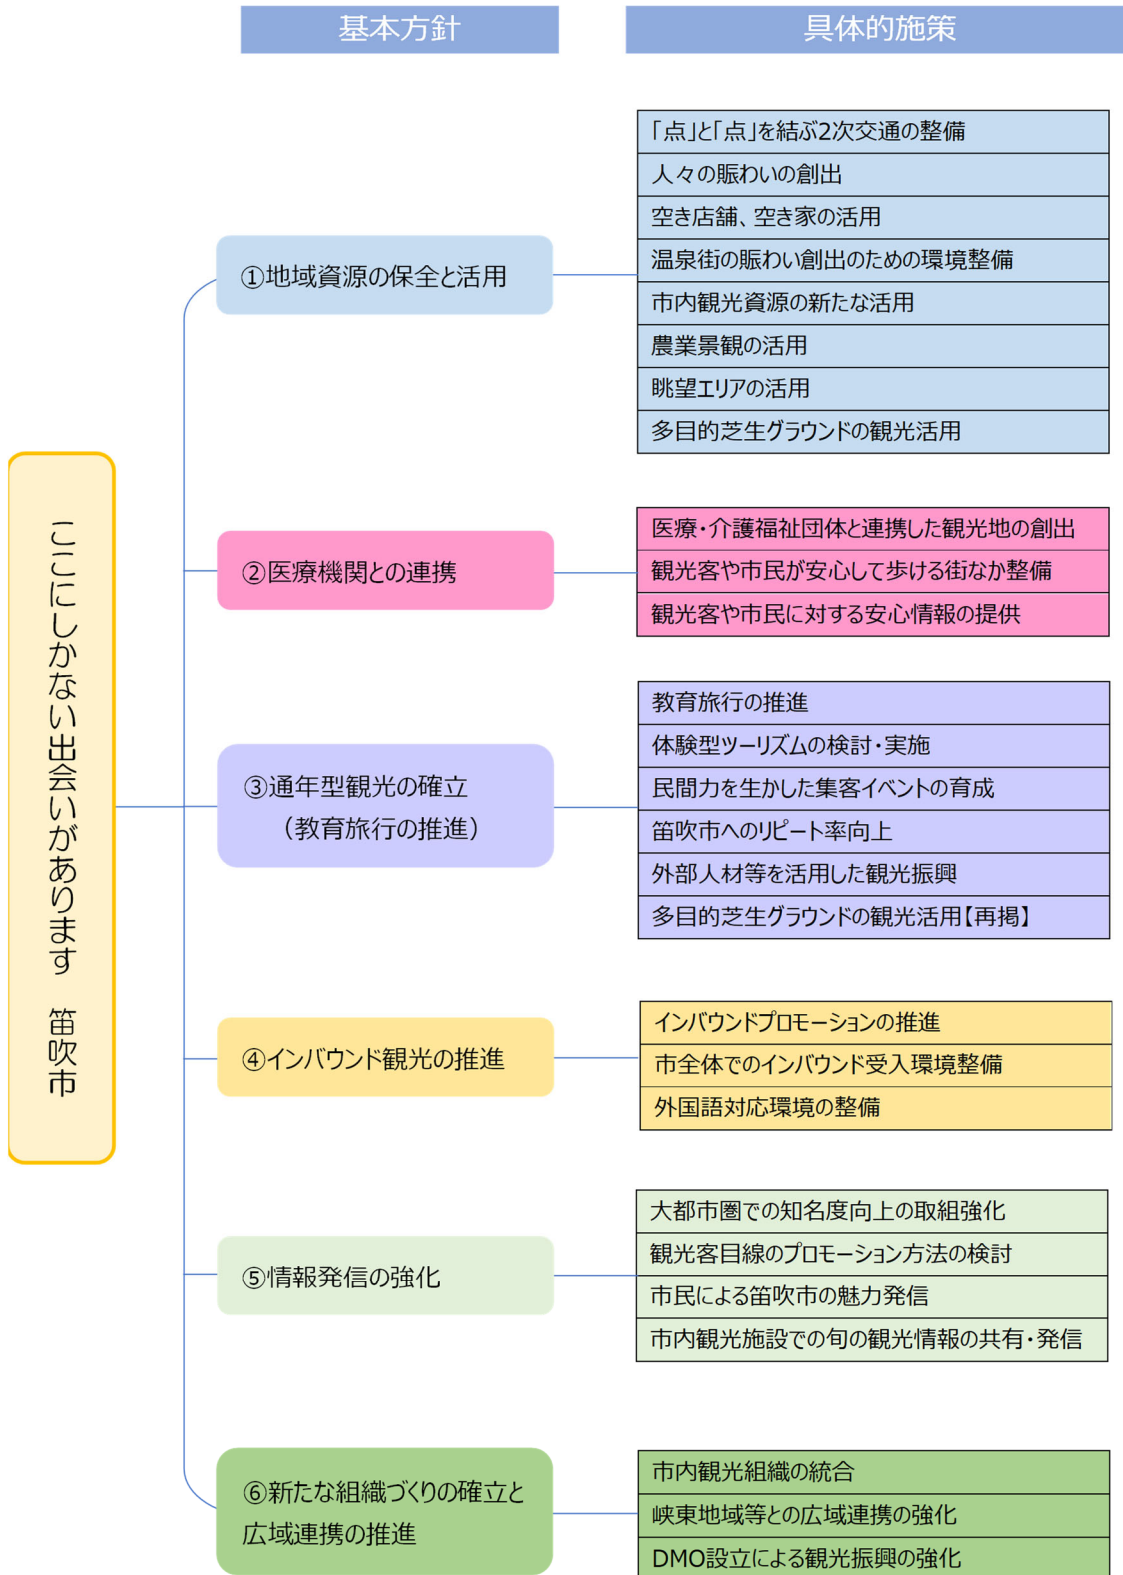 基本方針
具体的施策
ここにしかない出会いがあります　笛吹市
①地域資源の保全と活用
「点」と「点」を結ぶ2次交通の整備
人々の賑わいの創出
空き店舗、空き家の活用
温泉街の賑わい創出のための環境整備
市内観光資源の新たな活用
農業景観の活用
眺望エリアの活用
多目的芝生グラウンドの観光活用
②医療機関との連携
医療・介護福祉団体と連携した観光地の創出
観光客や市民が安心して歩ける街なか整備
観光客や市民に対する安心情報の提供
③通年型観光の確立
（教育旅行の推進）
教育旅行の推進
体験型ツーリズムの検討・実施
民間力を生かした集客イベントの育成
笛吹市へのリピート率向上
外部人材等を活用した観光振興
多目的芝生グラウンドの観光活用【再掲】
④インバウンド観光の推進
インバウンドプロモーションの推進
市全体でのインバウンド受入環境整備
外国語対応環境の整備
⑤情報発信の強化
大都市圏での知名度向上の取組強化
観光客目線のプロモーション方法の検討
市民による笛吹市の魅力発信
市内観光施設での旬の観光情報の共有・発信
⑥新たな組織づくりの確立と
広域連携の推進
市内観光組織の統合
峡東地域等との広域連携の強化
DMO設立による観光振興の強化